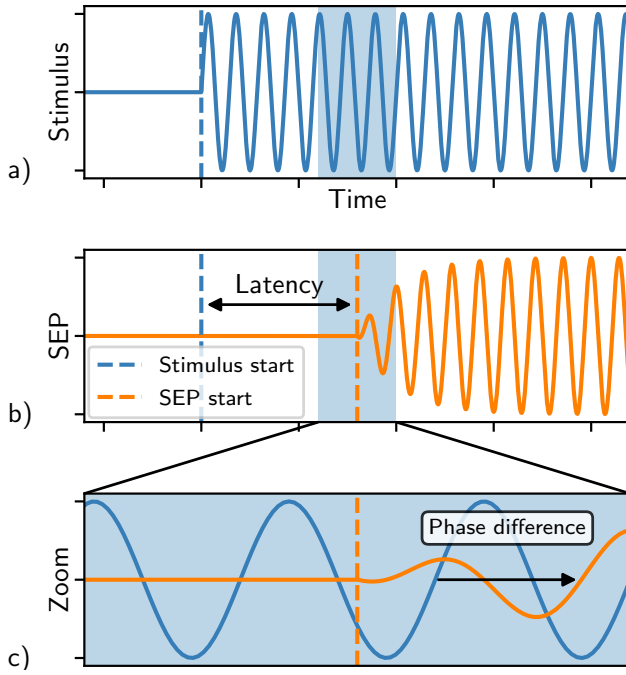 Stimulus
a)
Time
Latency
SEP
Stimulus start
SEP start
b)
Phase difference
Zoom
c)